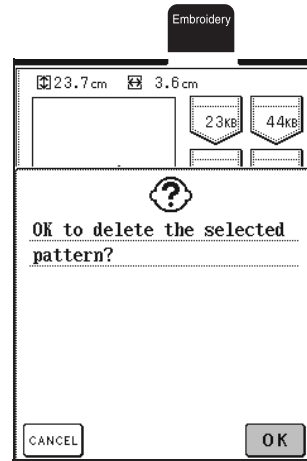 Embroidery
23.7cm 3.6cm
23KB 44KB
?
OK to delete the selected
pattern?
CANCEL OK